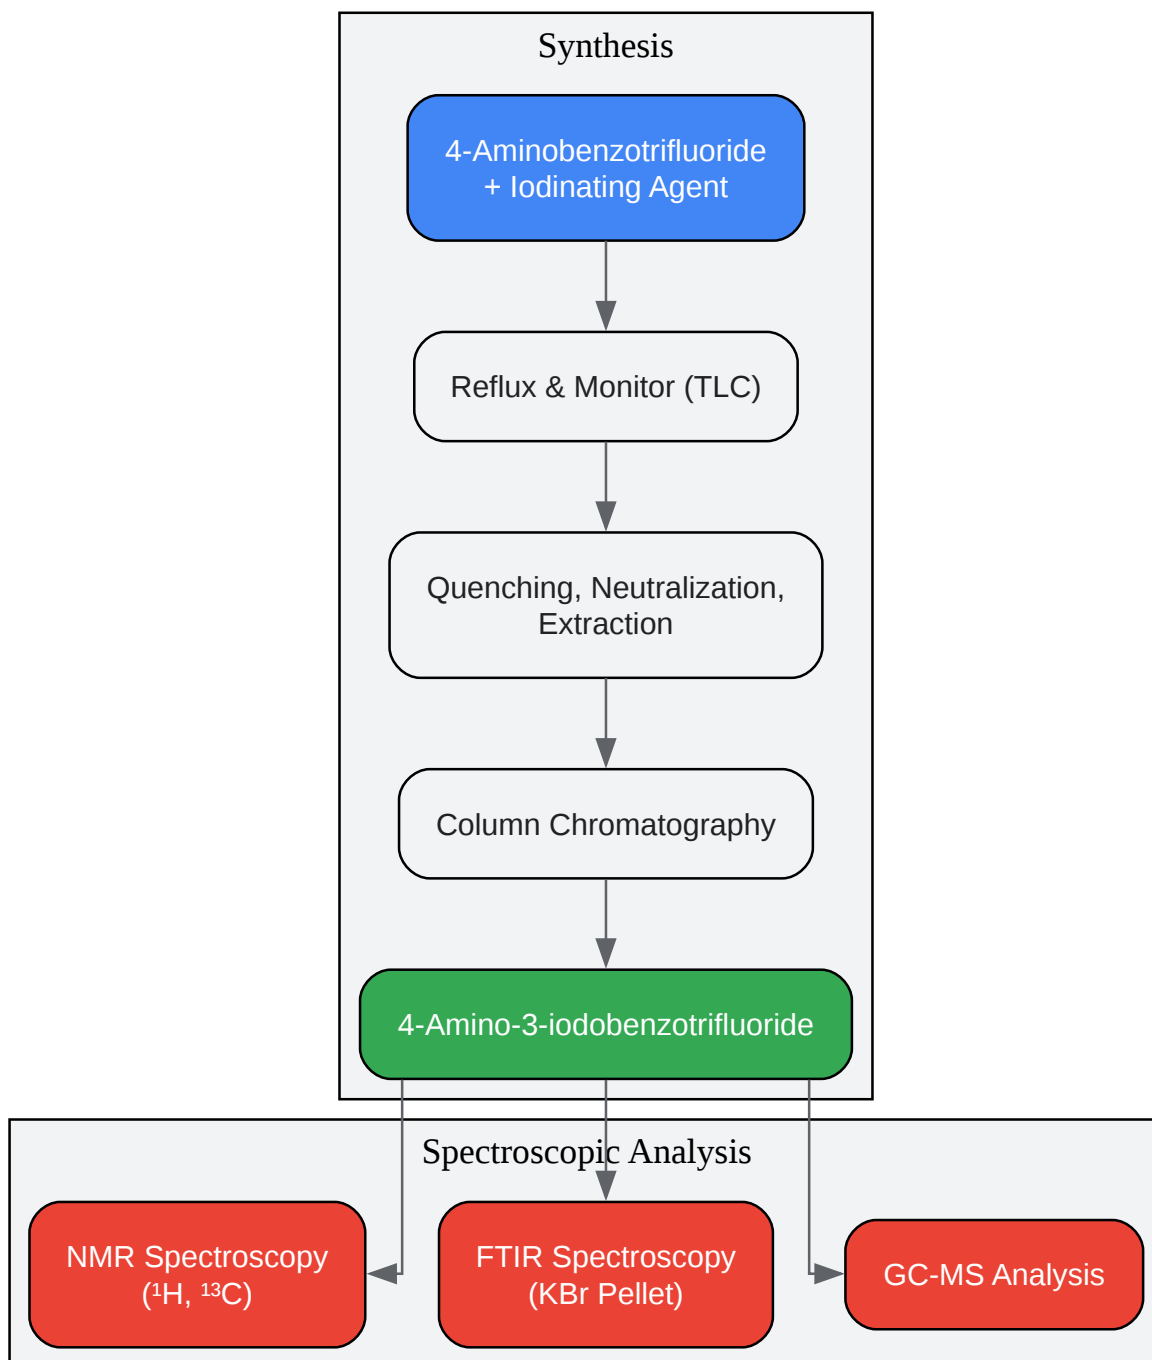 Synthesis
4-Aminobenzotrifluoride
+ Iodinating Agent
Reflux & Monitor (TLC)
Quenching, Neutralization,
Extraction
Column Chromatography
4-Amino-3-iodobenzotrifluoride
Spectroscopic Analysis
NMR Spectroscopy
(¹H, ¹³C)
FTIR Spectroscopy
(KBr Pellet)
GC-MS Analysis